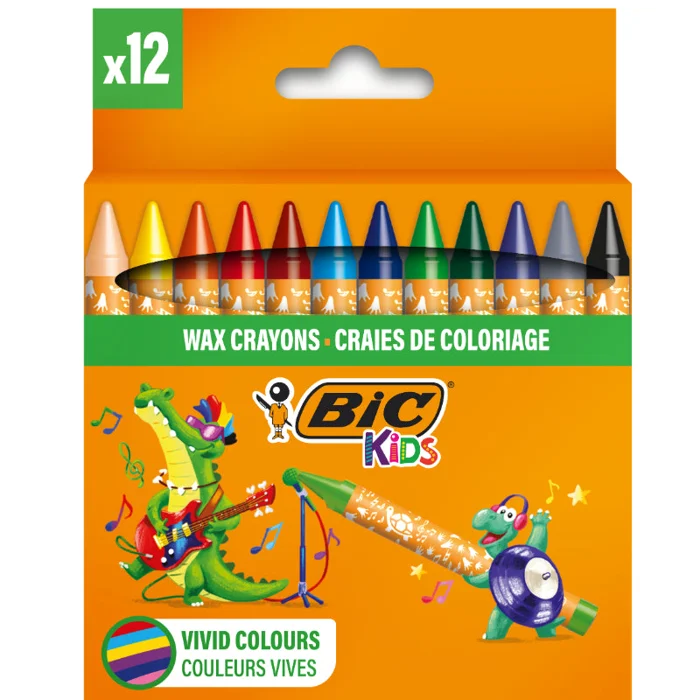 x12
WAX CRAYONS · CRAIES DE COLORIAGE
BiC®
KiDS
VIVID COLOURS
COULEURS VIVES